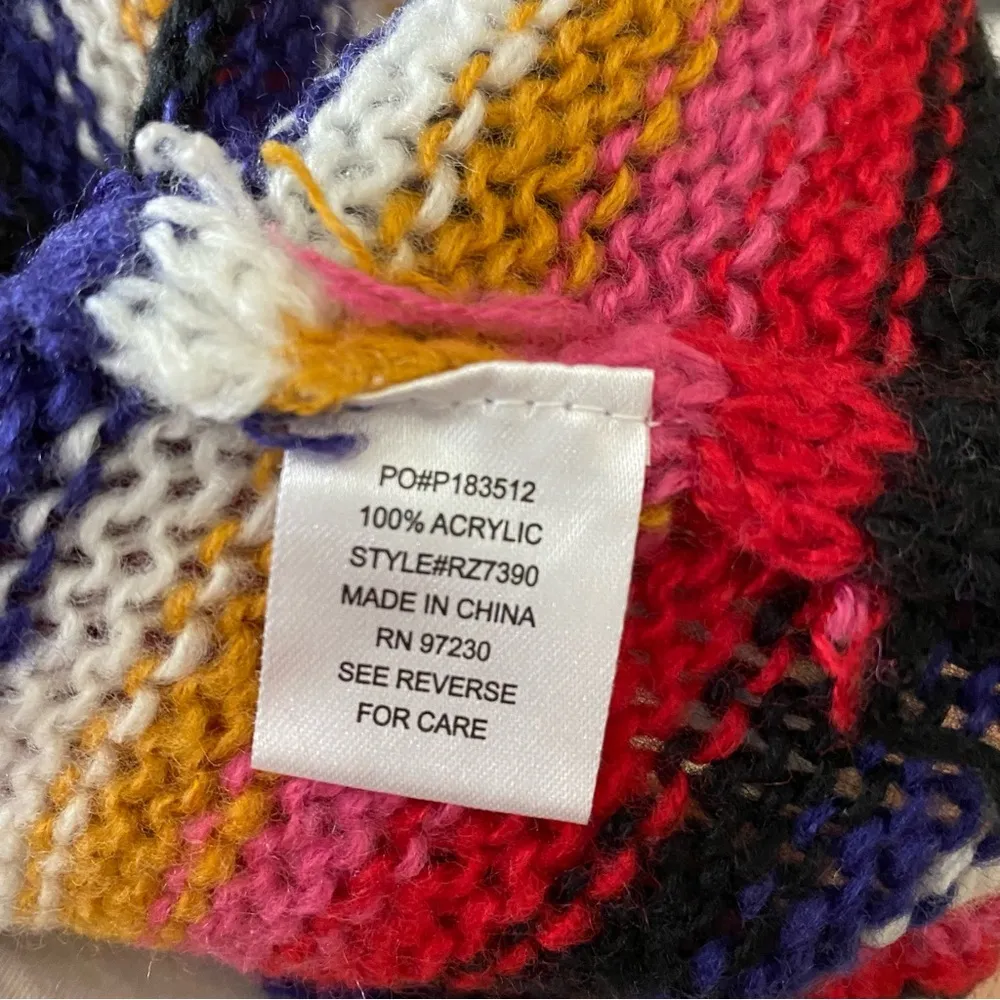 PO#P183512
100% ACRYLIC
STYLE#RZ7390
MADE IN CHINA
RN 97230
SEE REVERSE
FOR CARE